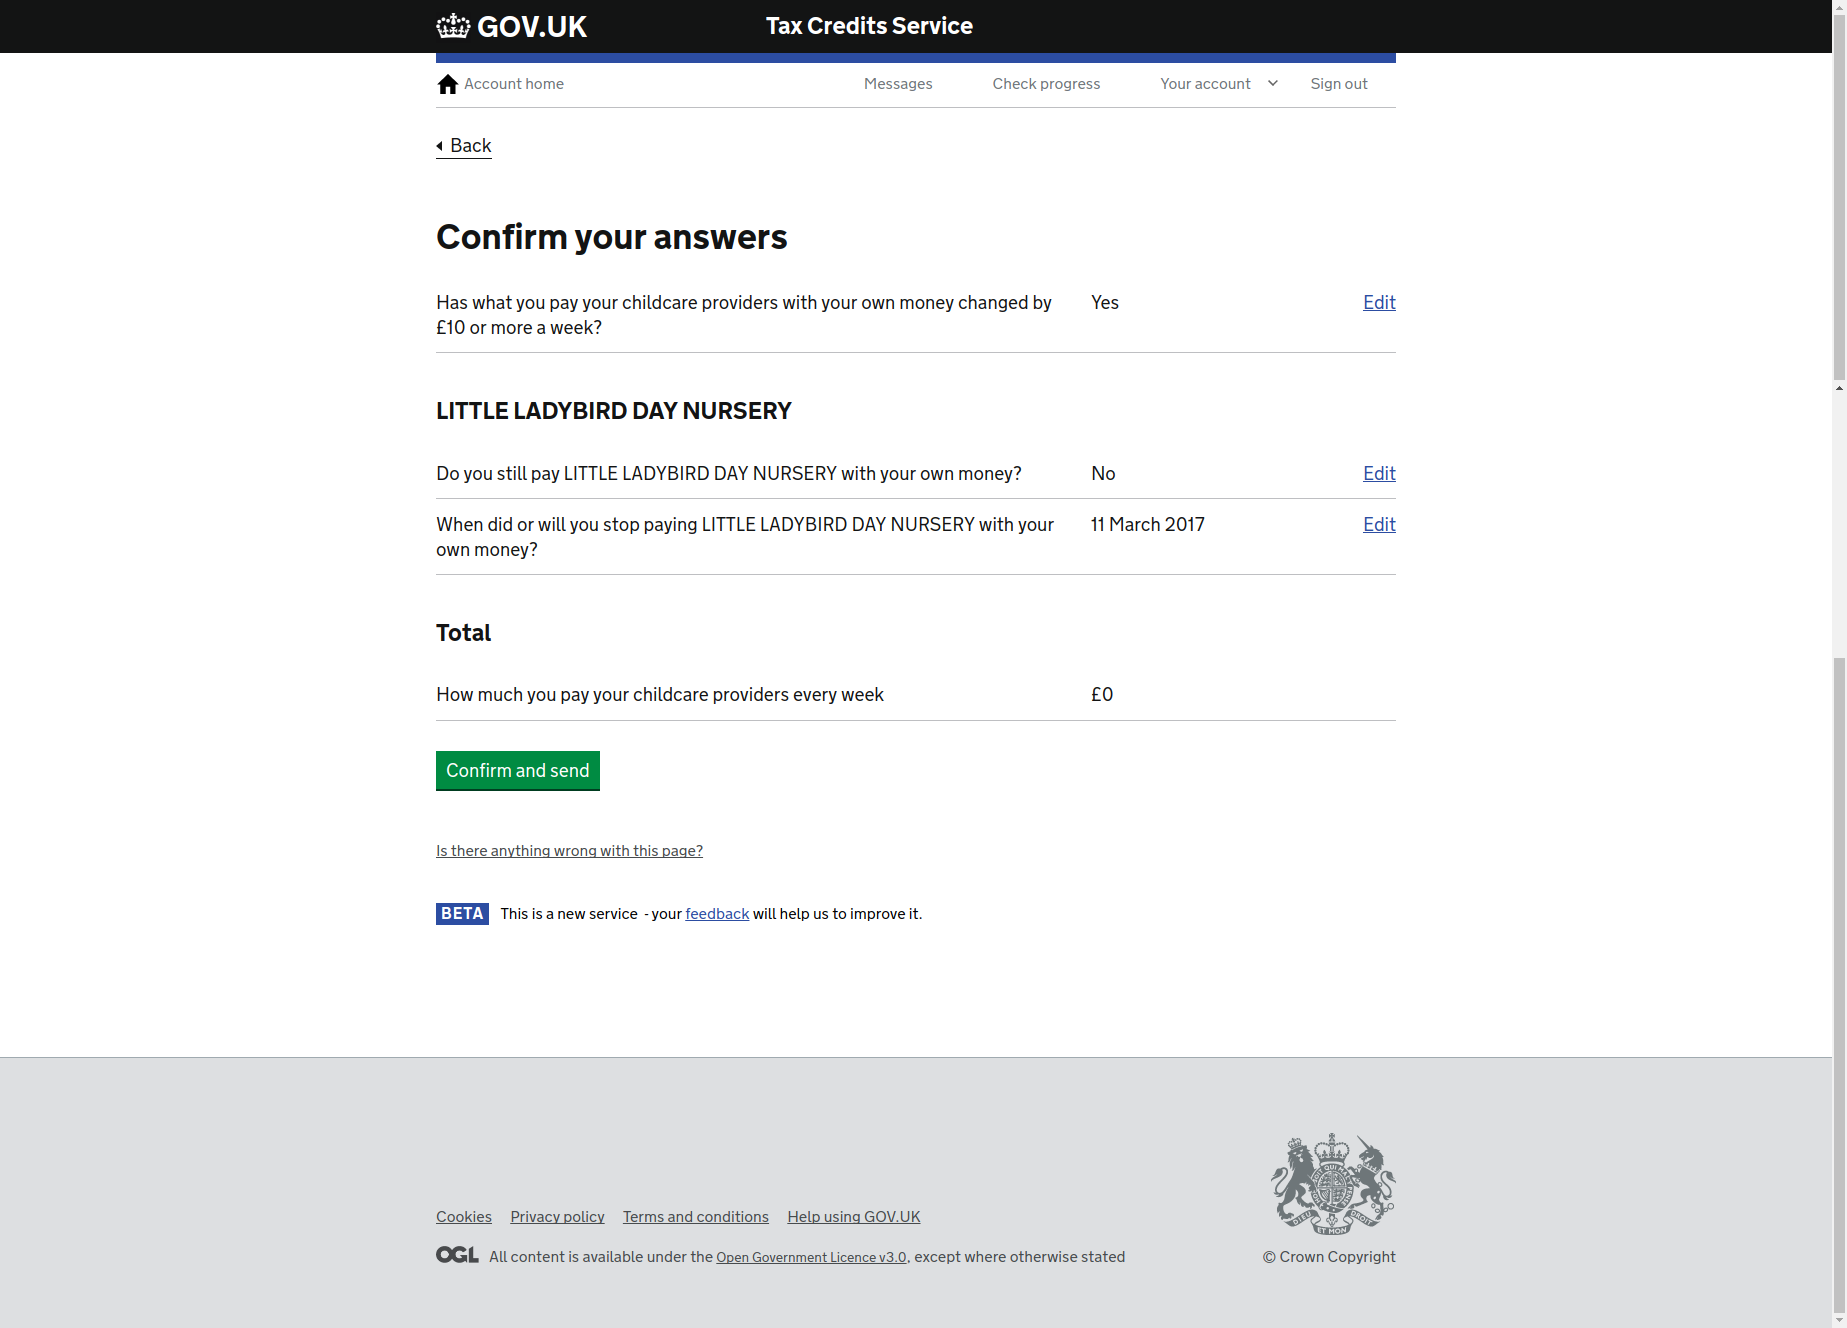 GOV.UK
Tax Credits Service
Account home
Messages
Check progress
Your account
Sign out
Back
Confirm your answers
Has what you pay your childcare providers with your own money changed by
£10 or more a week?
Yes
Edit
LITTLE LADYBIRD DAY NURSERY
Do you still pay LITTLE LADYBIRD DAY NURSERY with your own money?
No
Edit
When did or will you stop paying LITTLE LADYBIRD DAY NURSERY with your
own money?
11 March 2017
Edit
Total
How much you pay your childcare providers every week
£0
Confirm and send
Is there anything wrong with this page?
BETA
This is a new service - your feedback will help us to improve it.
Cookies
Privacy policy
Terms and conditions
Help using GOV.UK
OGL
All content is available under the Open Government Licence v3.0, except where otherwise stated
DIEU ET MON DROIT
© Crown Copyright